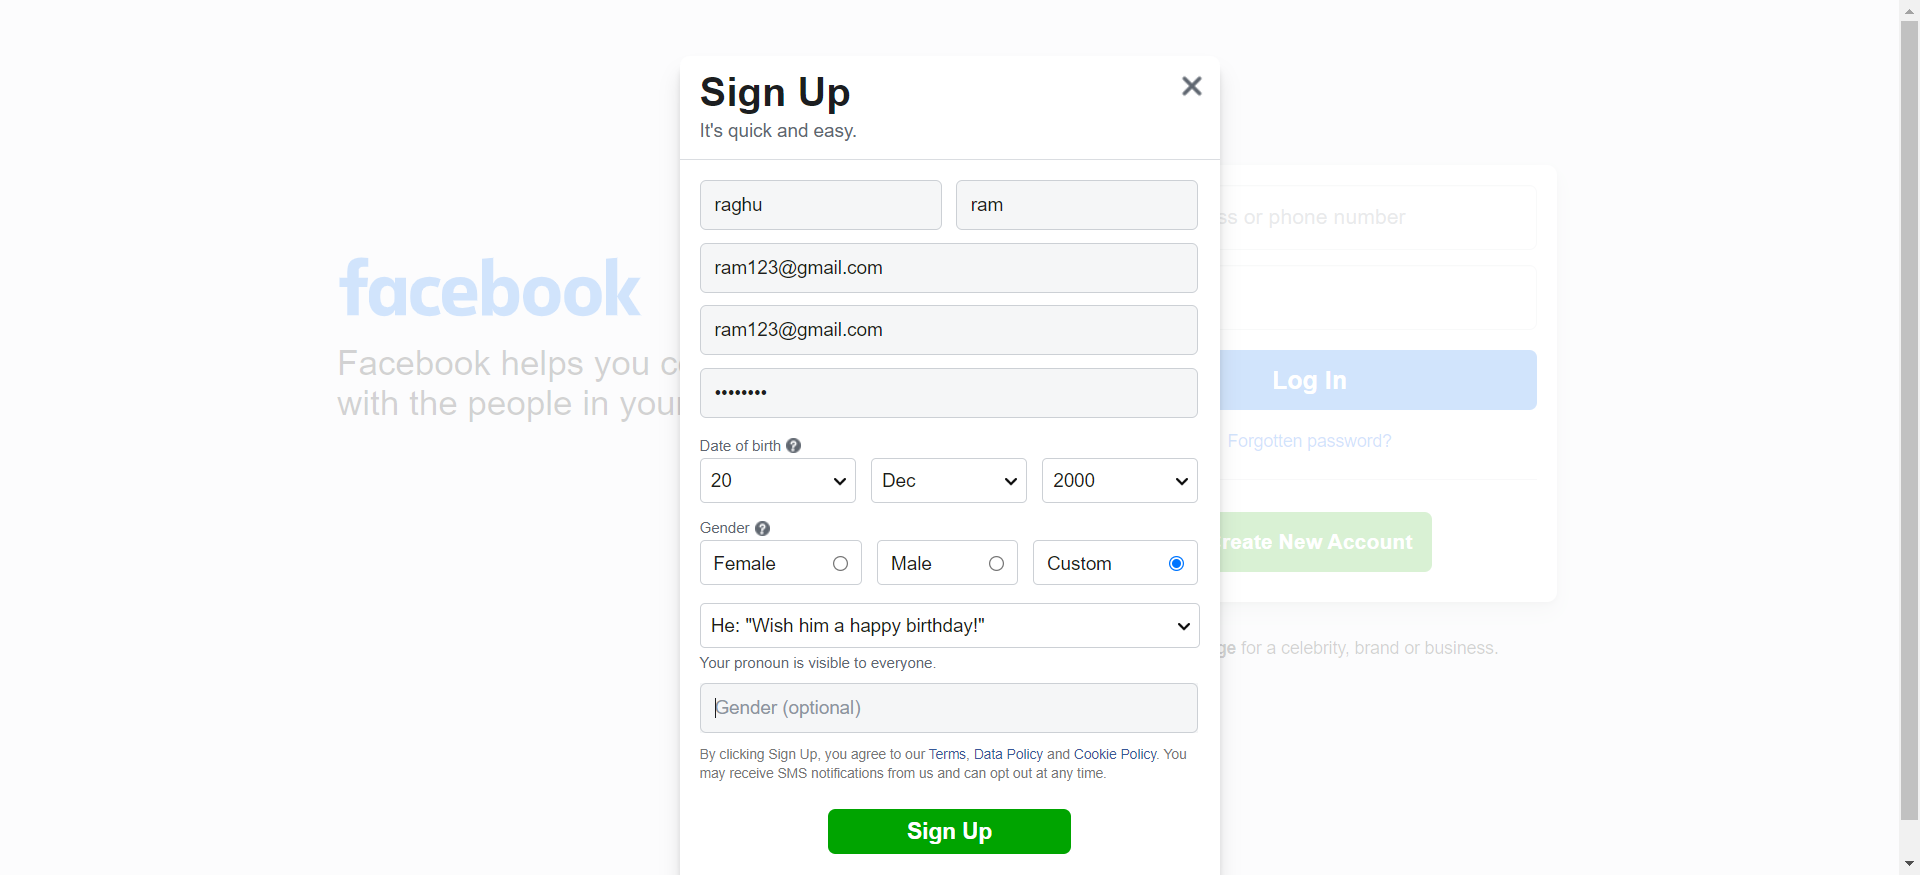 Sign Up
It's quick and easy.
raghu
ram
ram123@gmail.com
ram123@gmail.com
••••••••
Date of birth ?
20
Dec
2000
Gender ?
Female
Male
Custom
He: "Wish him a happy birthday!"
Your pronoun is visible to everyone.
Gender (optional)
By clicking Sign Up, you agree to our Terms, Data Policy and Cookie Policy. You
may receive SMS notifications from us and can opt out at any time.
Sign Up
facebook
Facebook helps you c
with the people in your
ss or phone number
Log In
Forgotten password?
reate New Account
ge for a celebrity, brand or business.